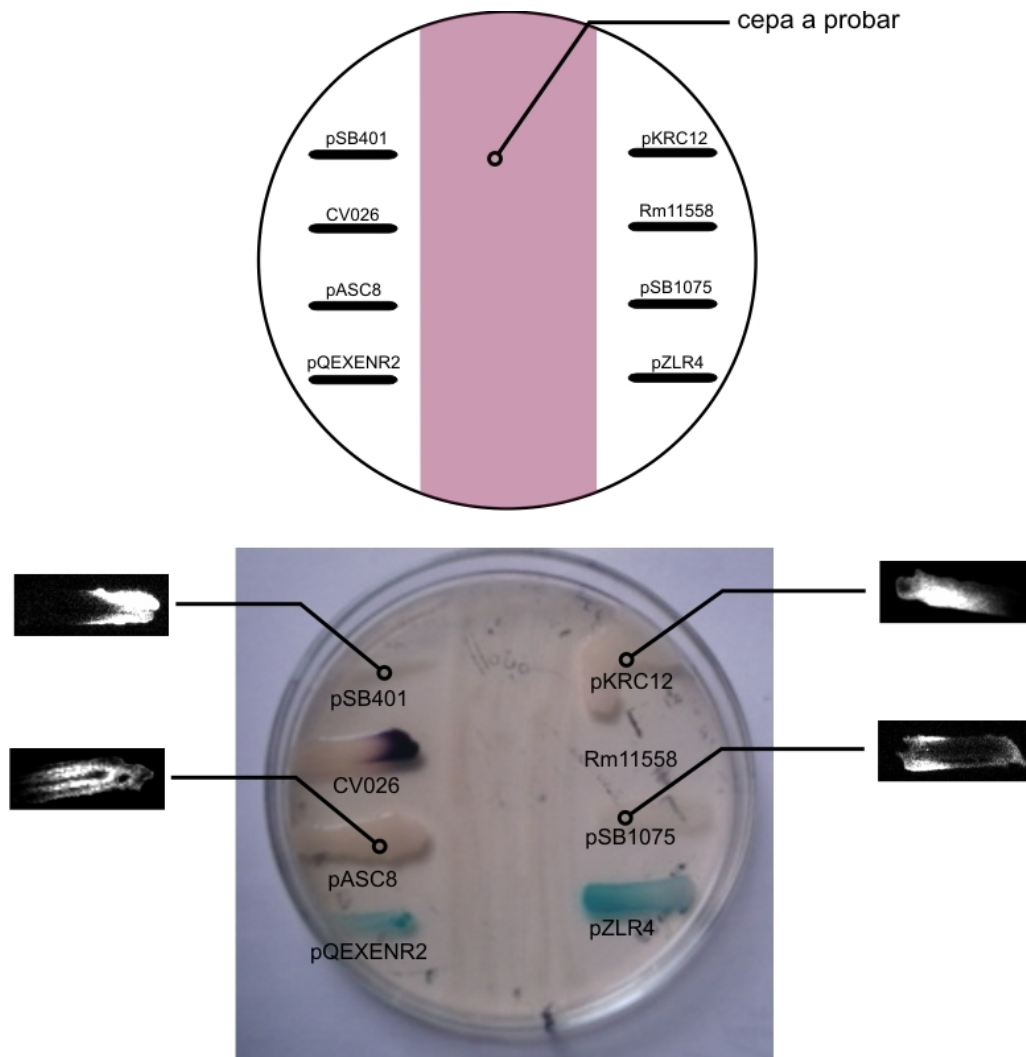 cepa a probar
pSB401
pKRC12
CV026
Rm11558
pASC8
pSB1075
pQEXENR2
pZLR4
pSB401
pKRC12
CV026
Rm11558
pASC8
pSB1075
pQEXENR2
pZLR4